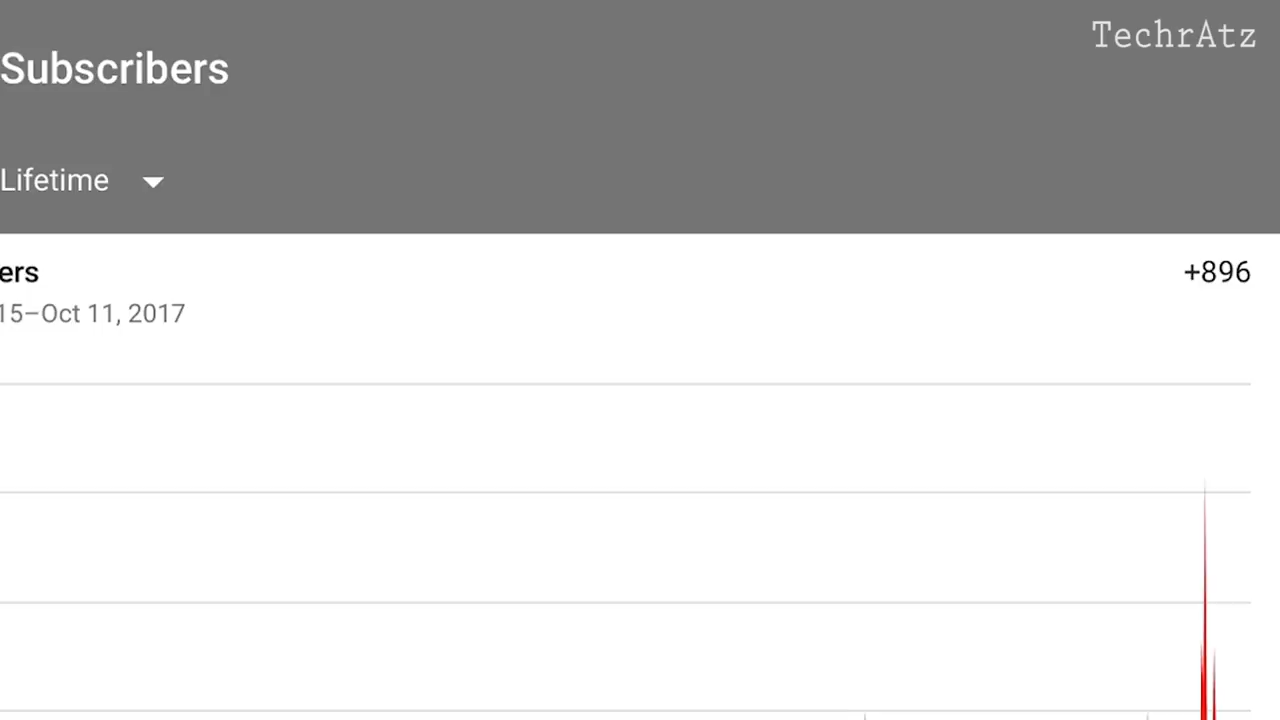 TechrAtz
Subscribers
Lifetime
ers
+896
15–Oct 11, 2017